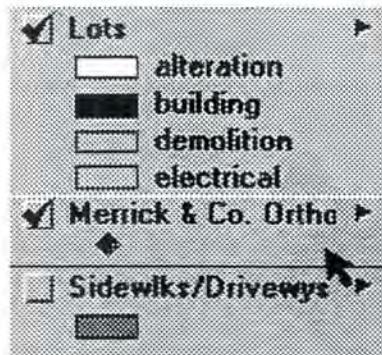 Lots
alteration
building
demolition
electrical
Merrick & Co. Ortho
Sidewlks/Drivewys